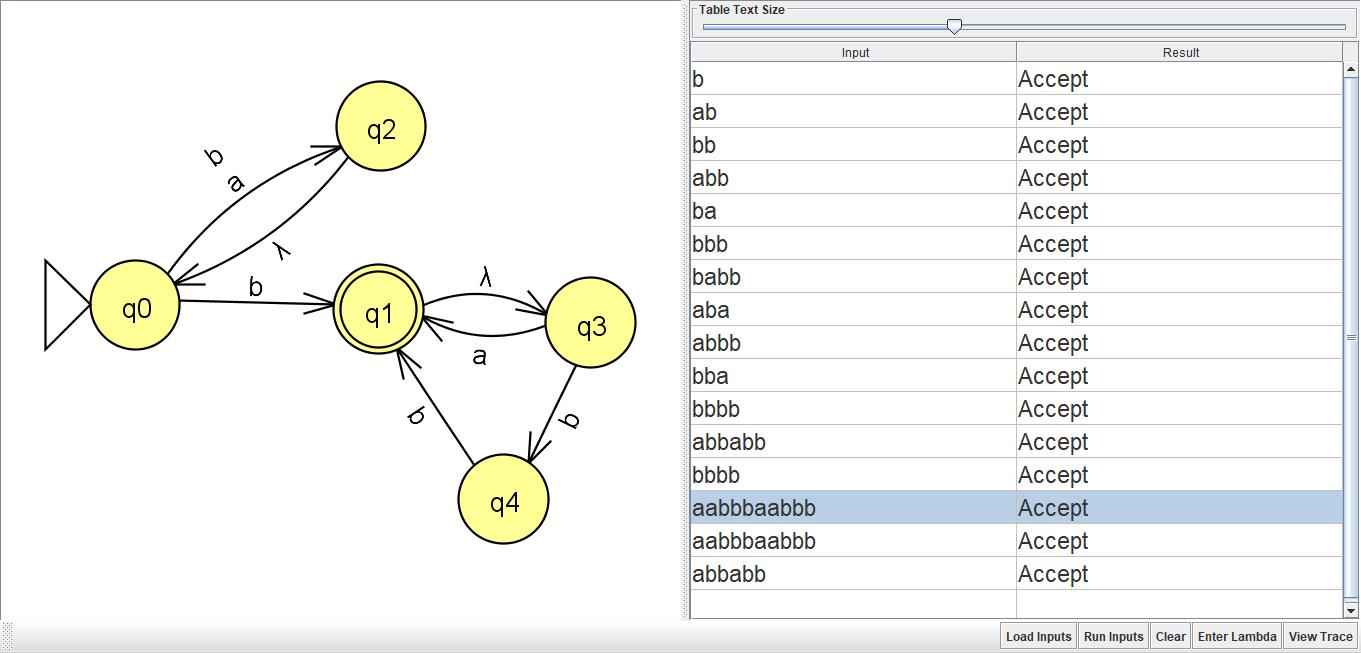 Table Text Size
Input Result
b Accept
ab Accept
bb Accept
abb Accept
ba Accept
bbb Accept
babb Accept
aba Accept
abbb Accept
bba Accept
bbbb Accept
abbabb Accept
bbbb Accept
aabbbaabbb Accept
aabbbaabbb Accept
abbabb Accept
Load Inputs Run Inputs Clear Enter Lambda View Trace
q2
b
a
λ
q0
b
q1
λ
q3
a
b
b
q4